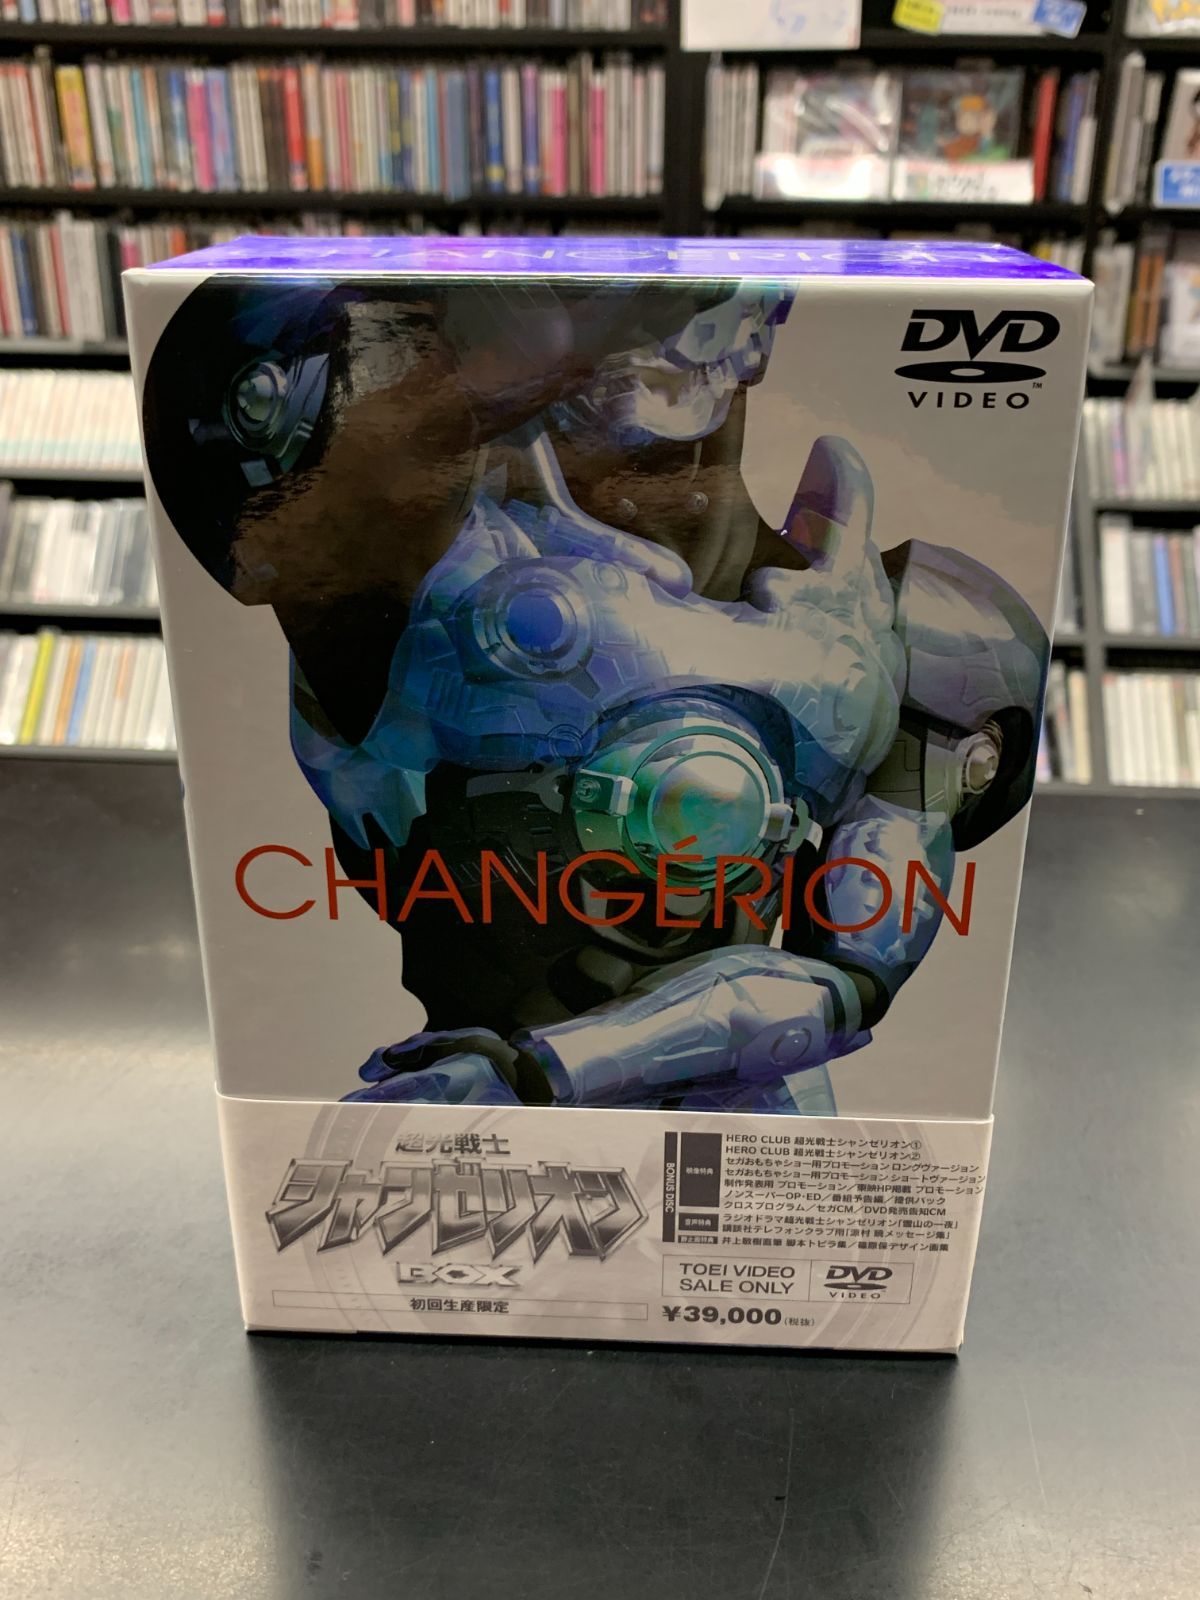 CHANGERION
DVD
VIDEO
TM
CHANGÉRION
超光戦士
シャンゼリオン
BOX
初回生産限定
BONUS DISC
映像特典
HERO CLUB 超光戦士シャンゼリオン①
HERO CLUB 超光戦士シャンゼリオン②
セガおもちゃショー用プロモーション ロングヴァージョン
セガおもちゃショー用プロモーション ショートヴァージョン
制作発表用 プロモーション／東映HP掲載 プロモーション
ノンスーパーOP・ED／番組予告編／提供バック
クロスプログラム／セガCM／DVD発売告知CM
音声特典
ラジオドラマ超光戦士シャンゼリオン「雪山の一夜」
講談社テレフォンクラブ用「涼村 暁メッセージ集」
静止画特典
井上敏樹直筆 脚本トビラ集／篠原保デザイン画集
TOEI VIDEO
SALE ONLY
DVD
VIDEO
¥39,000(税抜)